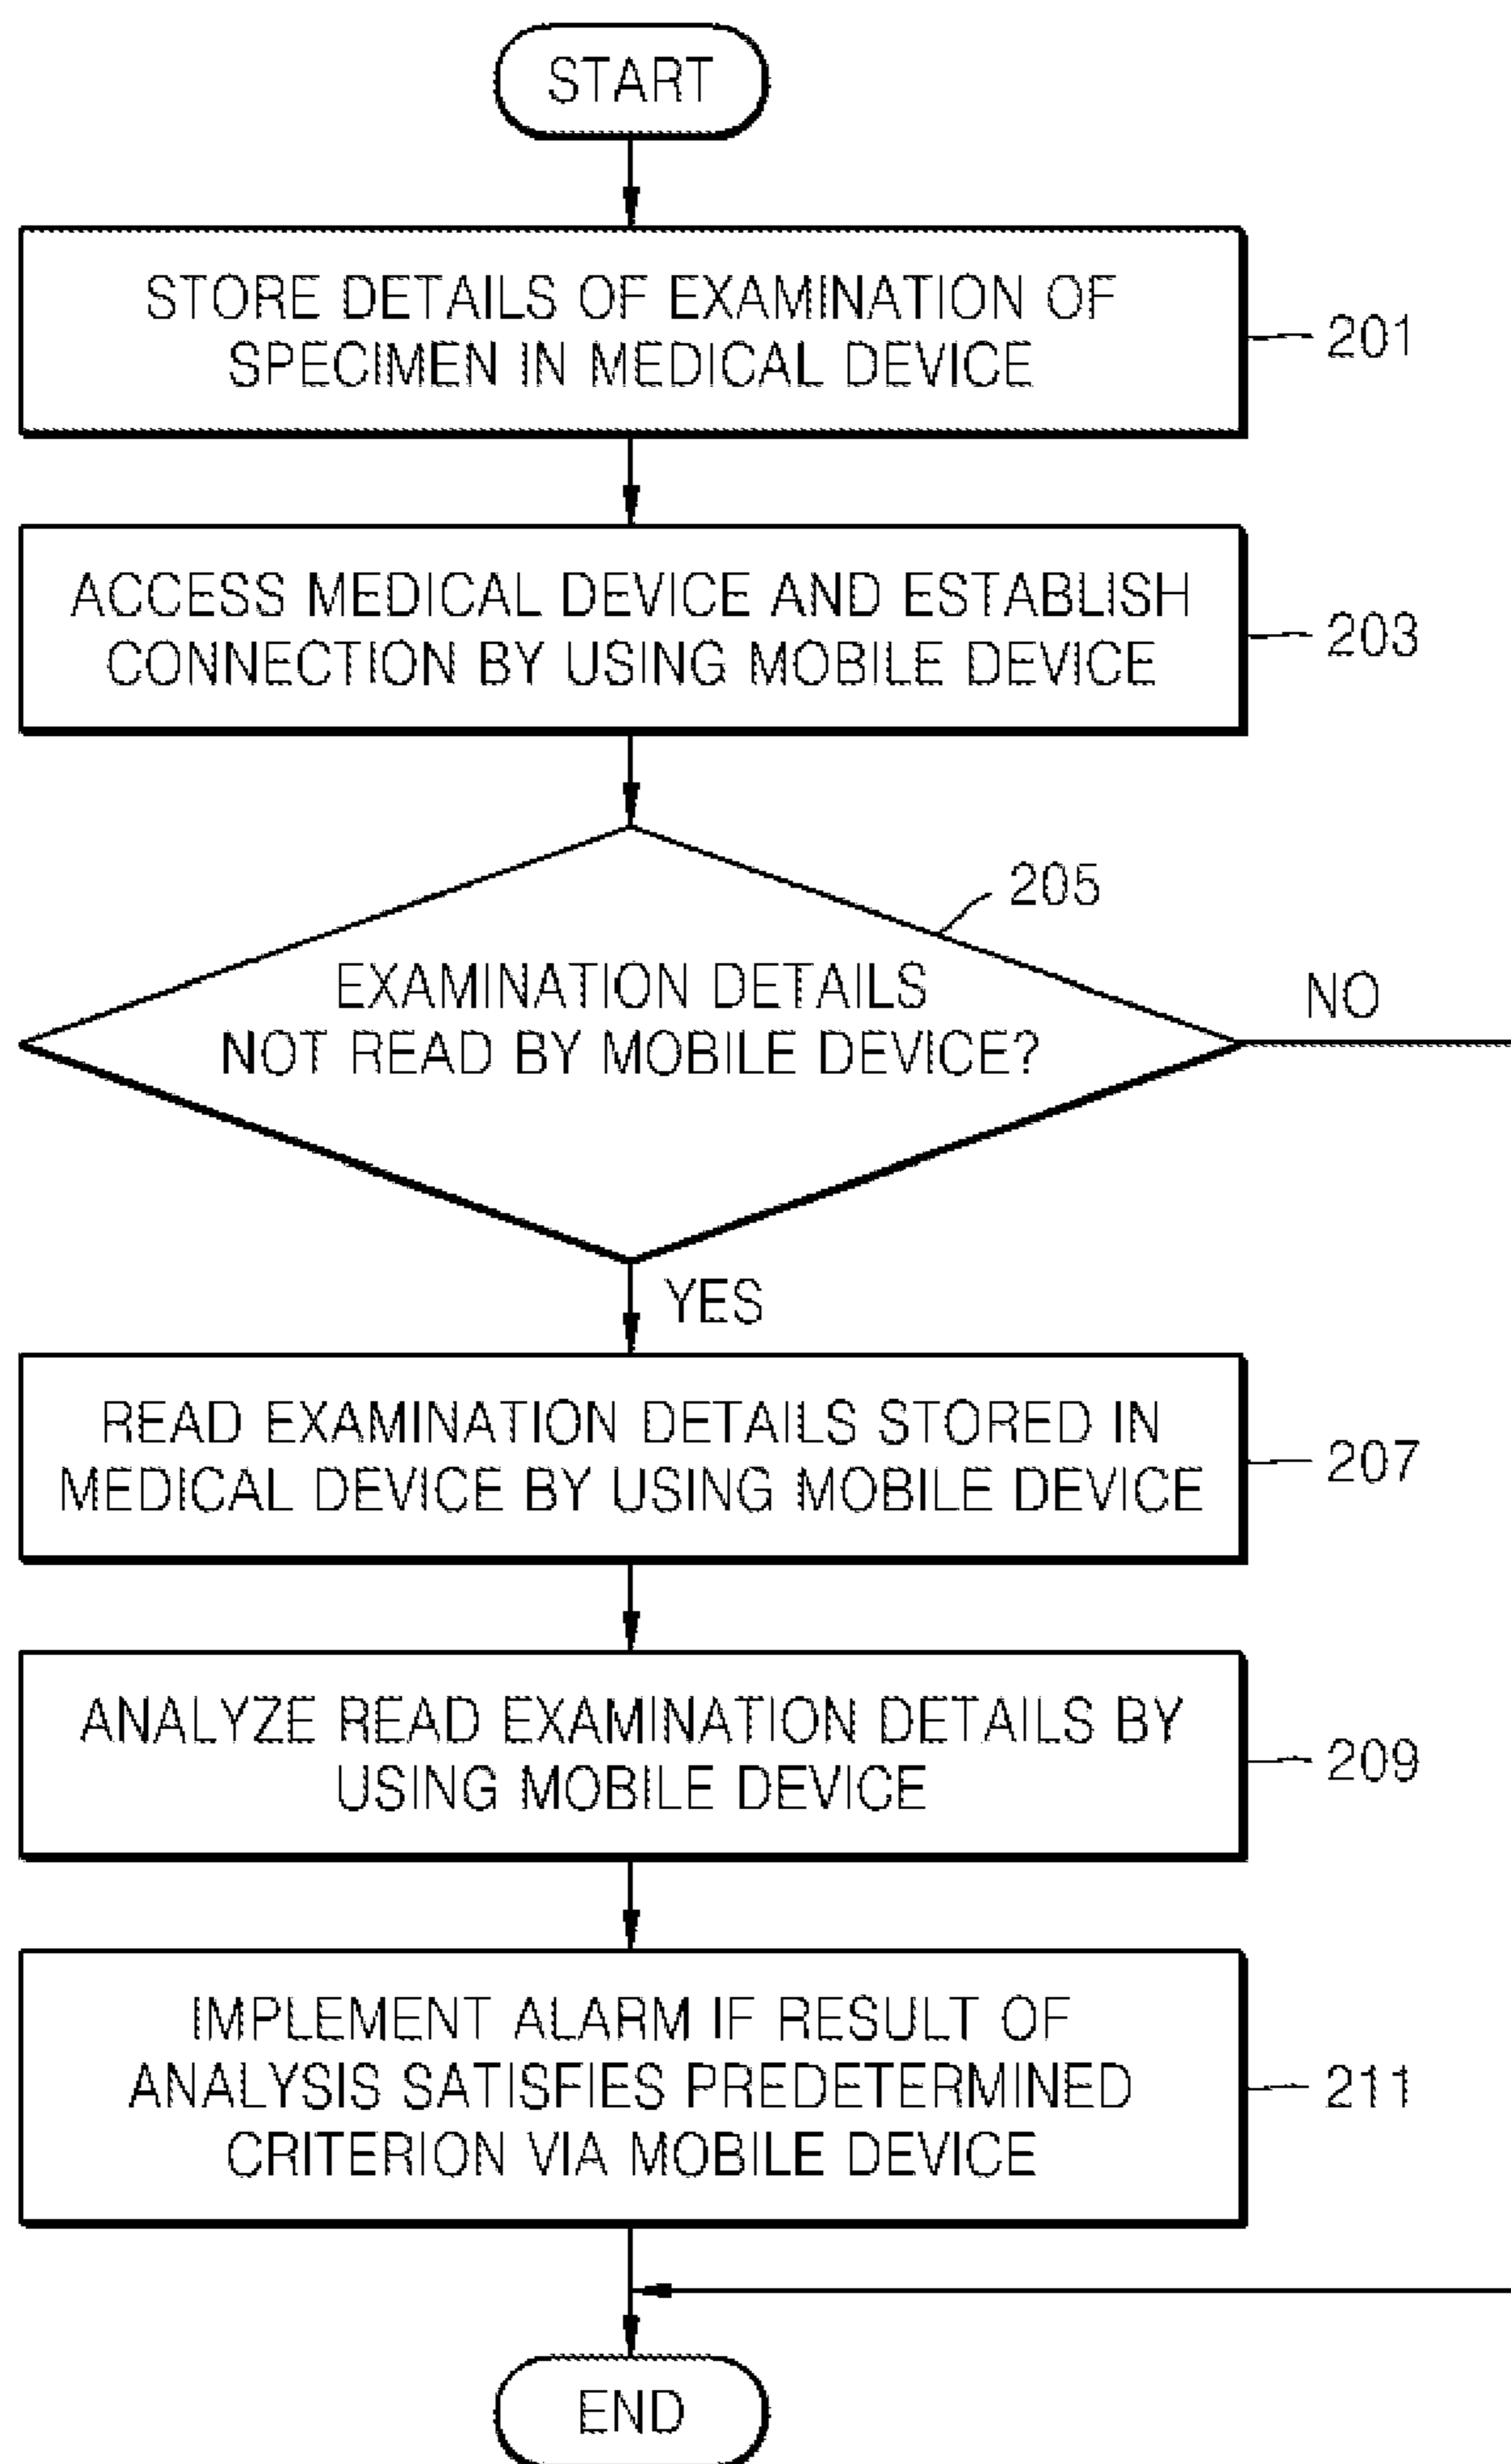 START
STORE DETAILS OF EXAMINATION OF
SPECIMEN IN MEDICAL DEVICE
201
ACCESS MEDICAL DEVICE AND ESTABLISH
CONNECTION BY USING MOBILE DEVICE
203
205
EXAMINATION DETAILS
NOT READ BY MOBILE DEVICE?
NO
YES
READ EXAMINATION DETAILS STORED IN
MEDICAL DEVICE BY USING MOBILE DEVICE
207
ANALYZE READ EXAMINATION DETAILS BY
USING MOBILE DEVICE
209
IMPLEMENT ALARM IF RESULT OF
ANALYSIS SATISFIES PREDETERMINED
CRITERION VIA MOBILE DEVICE
211
END